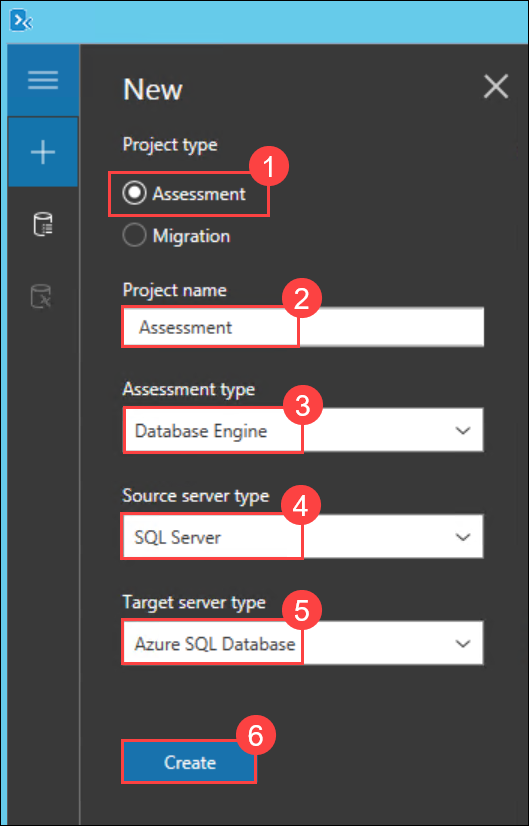 New
Project type
1
Assessment
Migration
Project name
2
Assessment
Assessment type
3
Database Engine
Source server type
4
SQL Server
Target server type
5
Azure SQL Database
6
Create